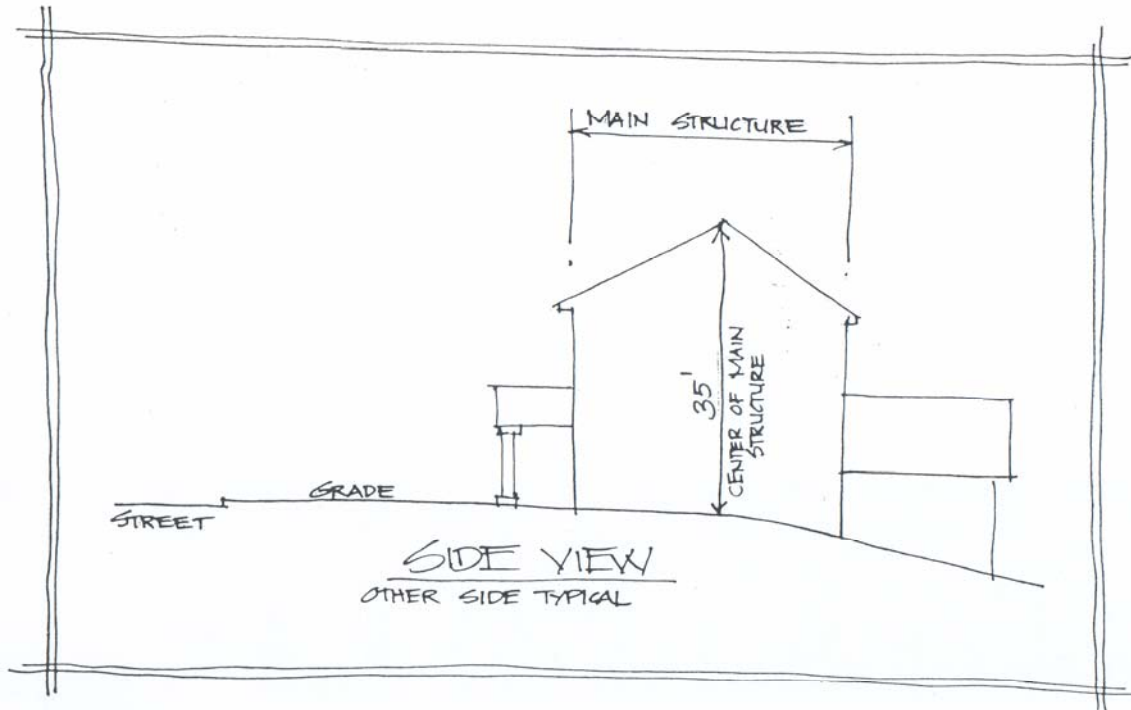 MAIN STRUCTURE
35'
CENTER OF MAIN
STRUCTURE
GRADE
STREET
SIDE VIEW
OTHER SIDE TYPICAL